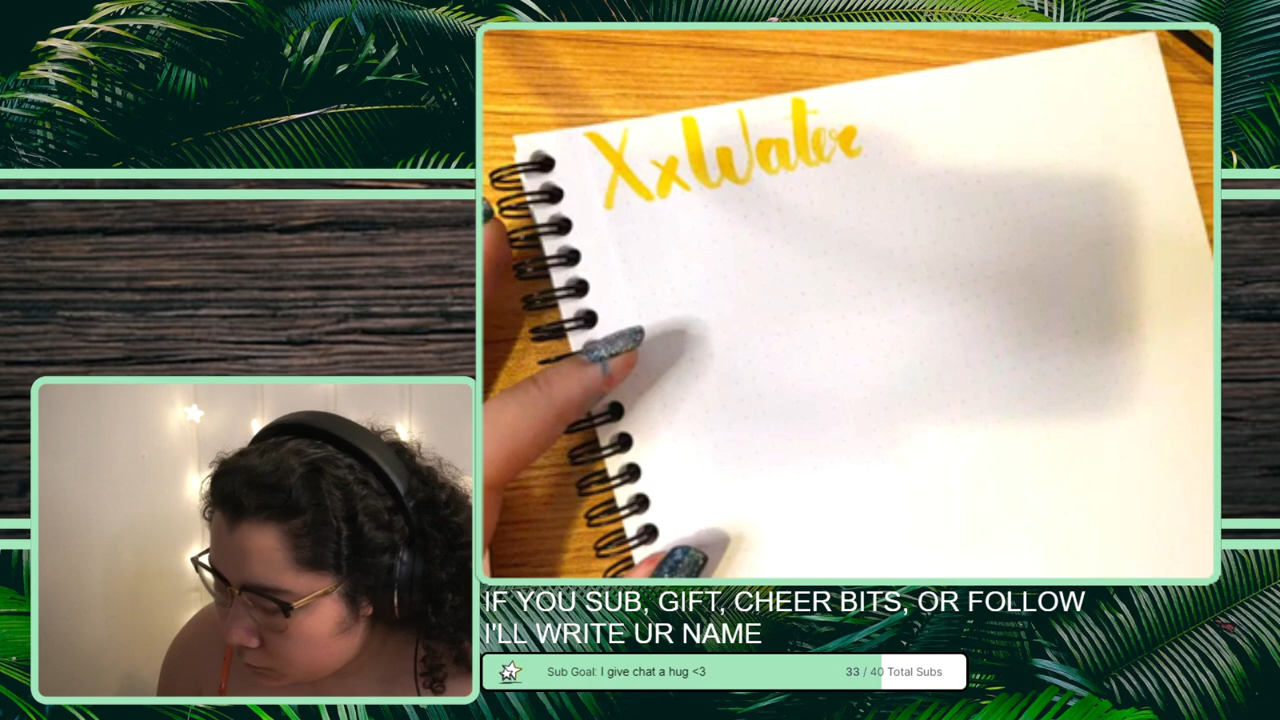 XxWater
IF YOU SUB, GIFT, CHEER BITS, OR FOLLOW
I'LL WRITE UR NAME
Sub Goal: I give chat a hug <3 33 / 40 Total Subs